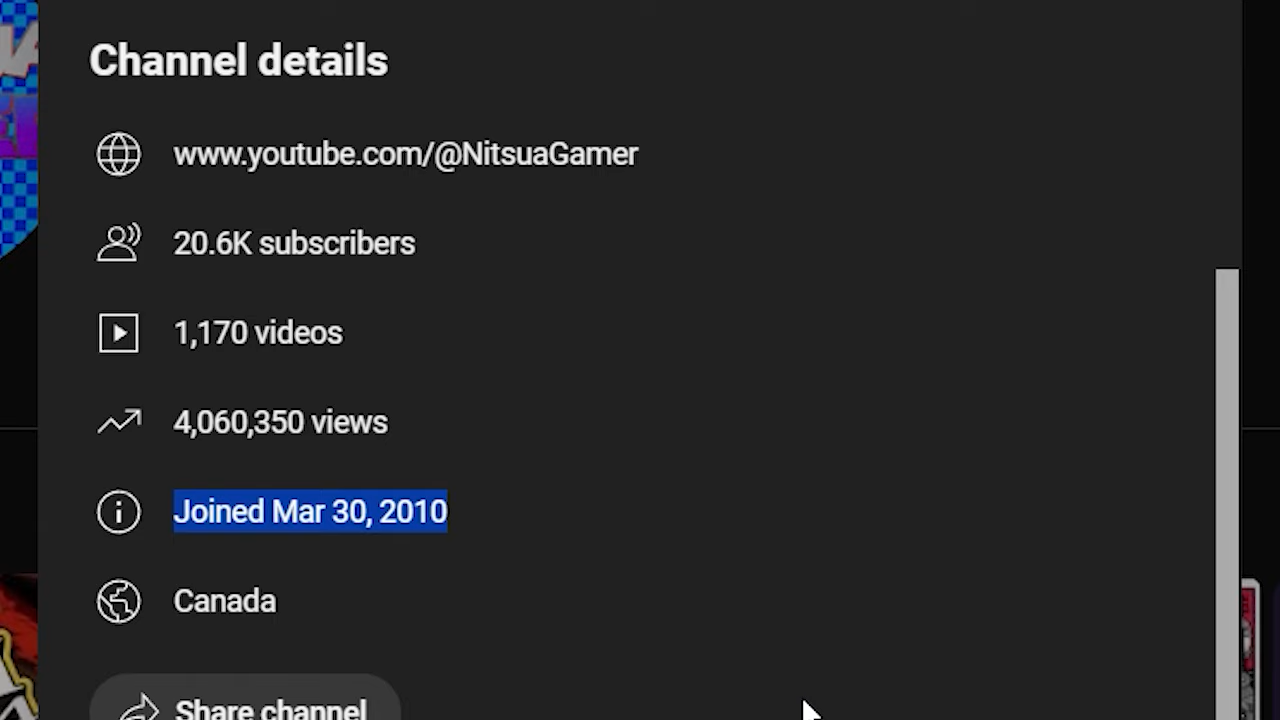 Channel details
www.youtube.com/@NitsuaGamer
20.6K subscribers
1,170 videos
4,060,350 views
Joined Mar 30, 2010
Canada
Share channel